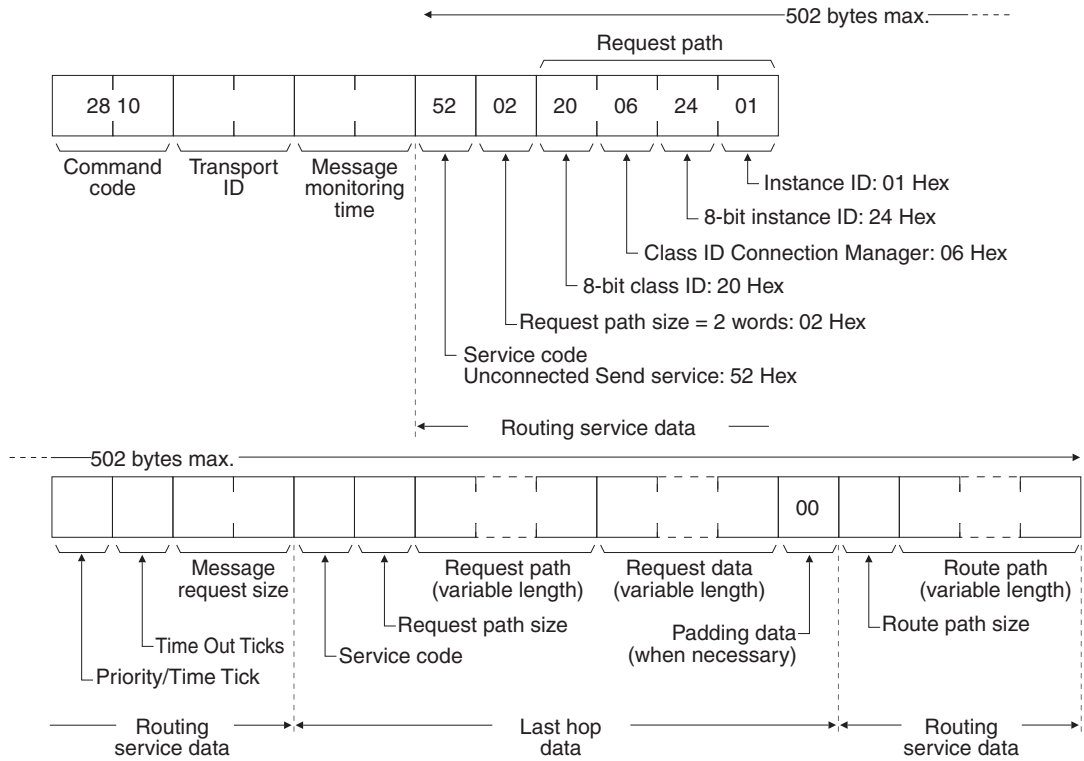 502 bytes max.
Request path
28 10 52 02 20 06 24 01
Command
code
Transport
ID
Message
monitoring
time
Instance ID: 01 Hex
8-bit instance ID: 24 Hex
Class ID Connection Manager: 06 Hex
8-bit class ID: 20 Hex
Request path size = 2 words: 02 Hex
Service code
Unconnected Send service: 52 Hex
Routing service data
502 bytes max.
00
Message
request size
Request path
(variable length)
Request data
(variable length)
Route path
(variable length)
Time Out Ticks
Priority/Time Tick
Request path size
Service code
Padding data
(when necessary)
Route path size
Routing
service data
Last hop
data
Routing
service data